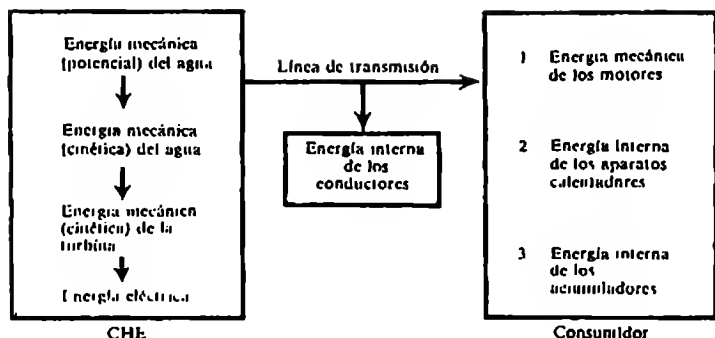 Energía mecánica
(potencial) del agua
Energía mecánica
(cinética) del agua
Energía mecánica
(cinética) de la
turbina
Energía eléctrica
CHE
Línea de transmisión
Energía interna
de los
conductores
1 Energía mecánica
de los motores
2 Energía interna
de los aparatos
calentadores
3 Energía interna
de los
acumuladores
Consumidor